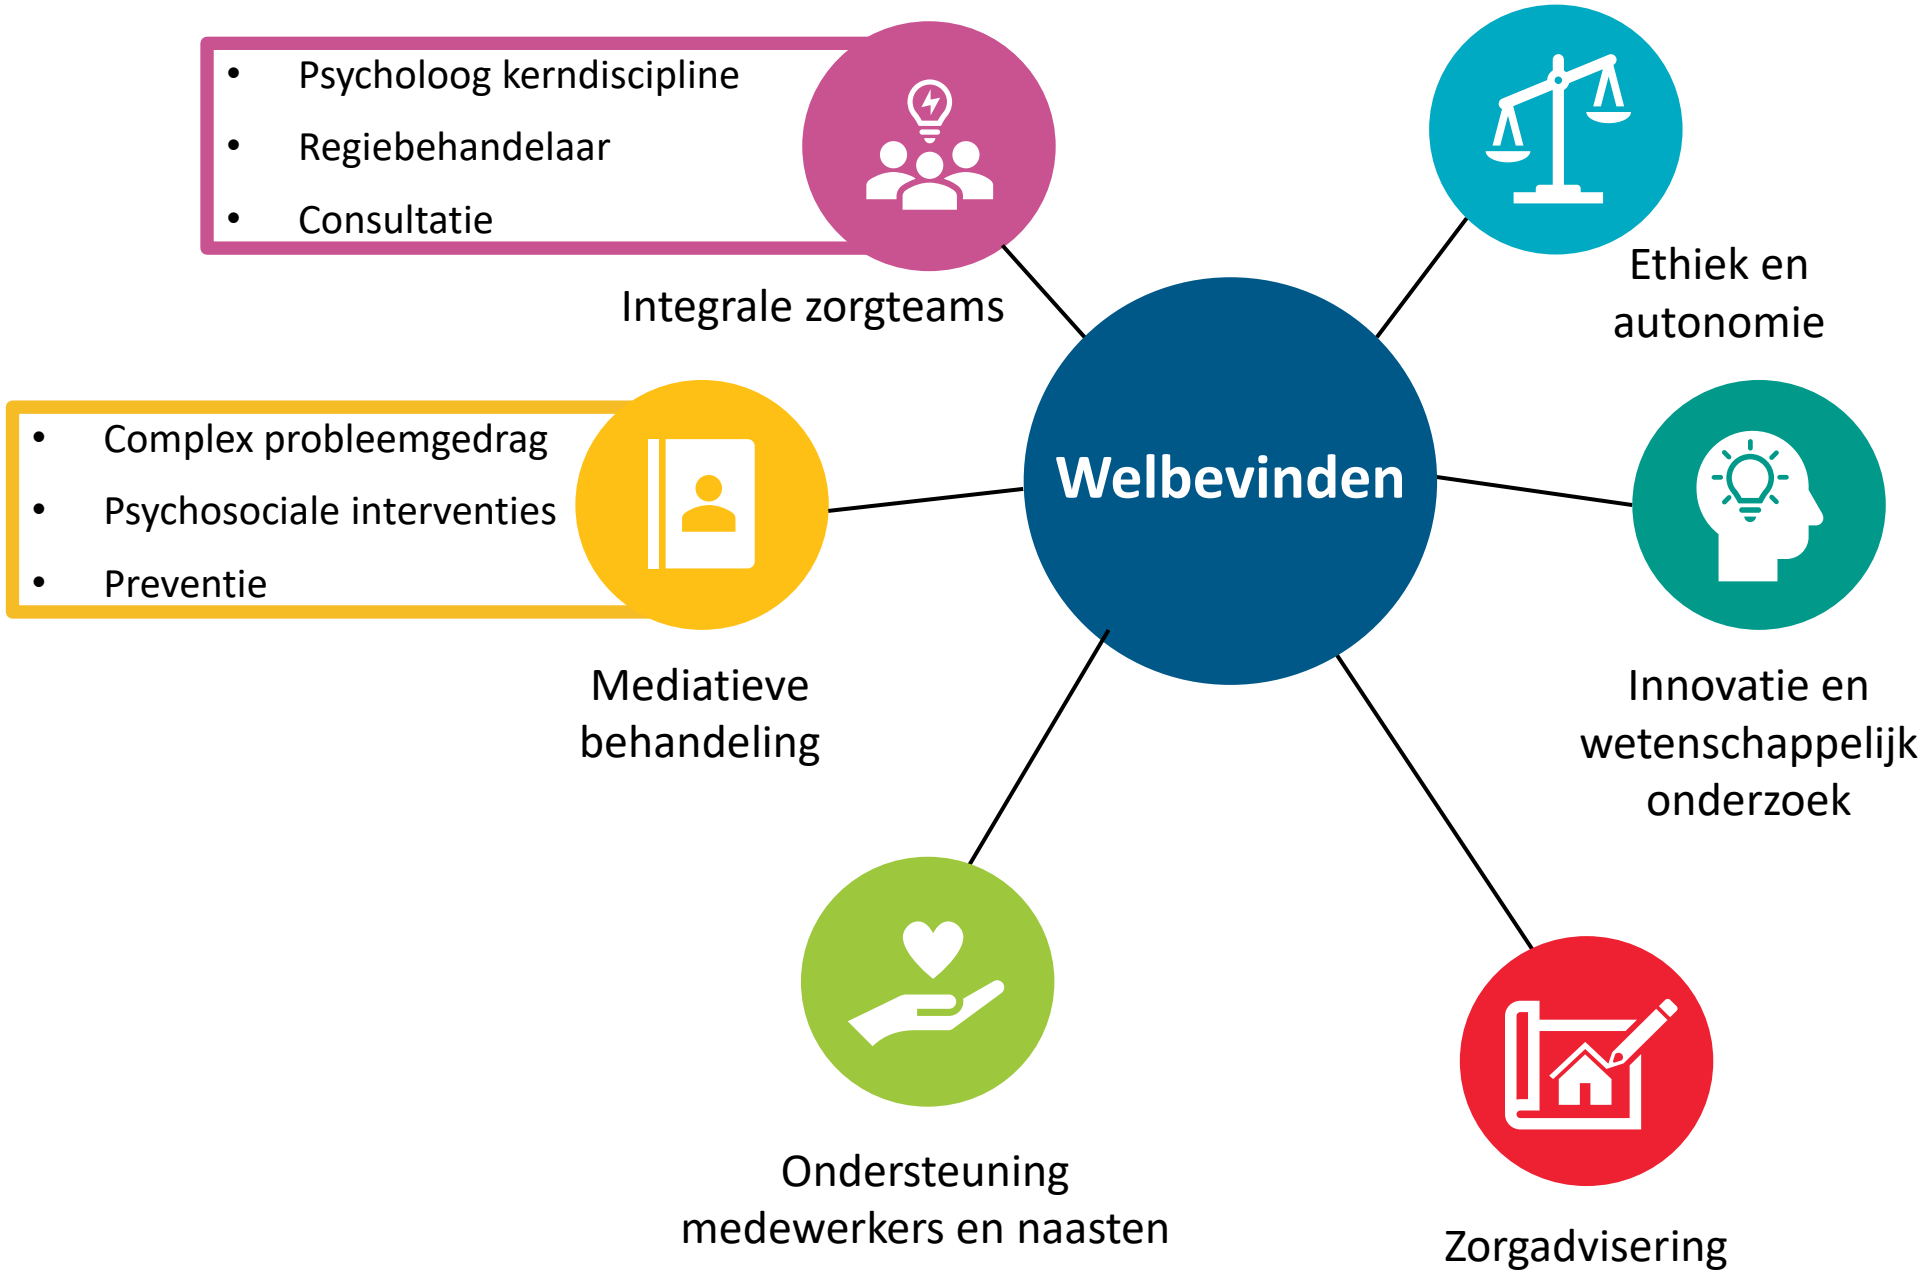 • Psycholoog kerndiscipline
• Regiebehandelaar
• Consultatie
Integrale zorgteams
Ethiek en
autonomie
• Complex probleemgedrag
• Psychosociale interventies
• Preventie
Mediatieve
behandeling
Welbevinden
Innovatie en
wetenschappelijk
onderzoek
Ondersteuning
medewerkers en naasten
Zorgadvisering